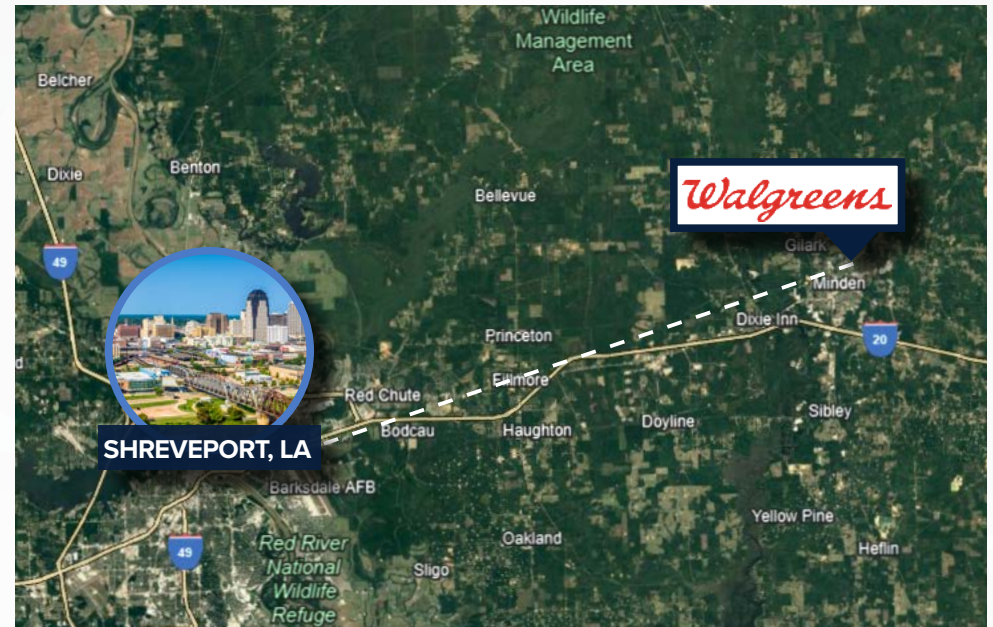 Wildlife
Management
Area
Belcher
Dixie
Benton
Bellevue
Walgreens
Gilark
49
Minden
Dixie Inn
20
Princeton
Fillmore
Red Chute
Bodcau
Haughton
Doyline
Sibley
SHREVEPORT, LA
Barksdale AFB
Yellow Pine
Oakland
Heflin
49
Red River
National
Wildlife
Refuge
Sligo